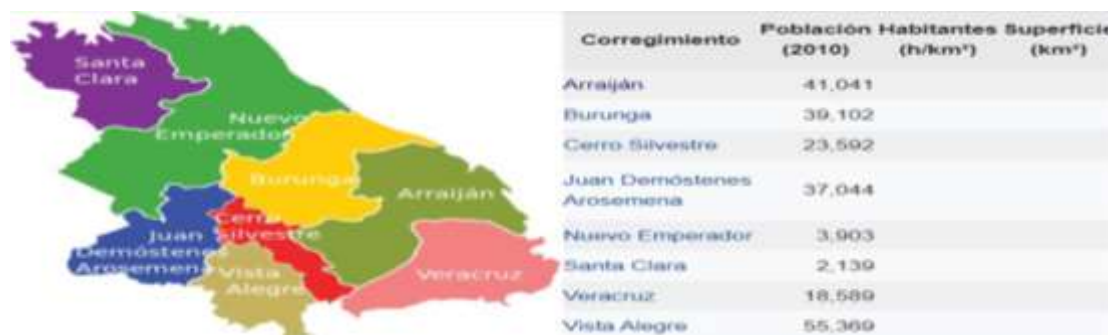 Santa
Clara
Nuevo
Emperador
Burunga
Arraiján
Cerro
Silvestre
Juan
Demóstenes
Arosemena
Vista
Alegre
Veracruz
Corregimiento Población (2010) Habitantes (h/km²) Superficie (km²)
Arraiján 41,041
Burunga 39,102
Cerro Silvestre 23,592
Juan Demóstenes
Arosemena 37,044
Nuevo Emperador 3,903
Santa Clara 2,139
Veracruz 18,589
Vista Alegre 55,369